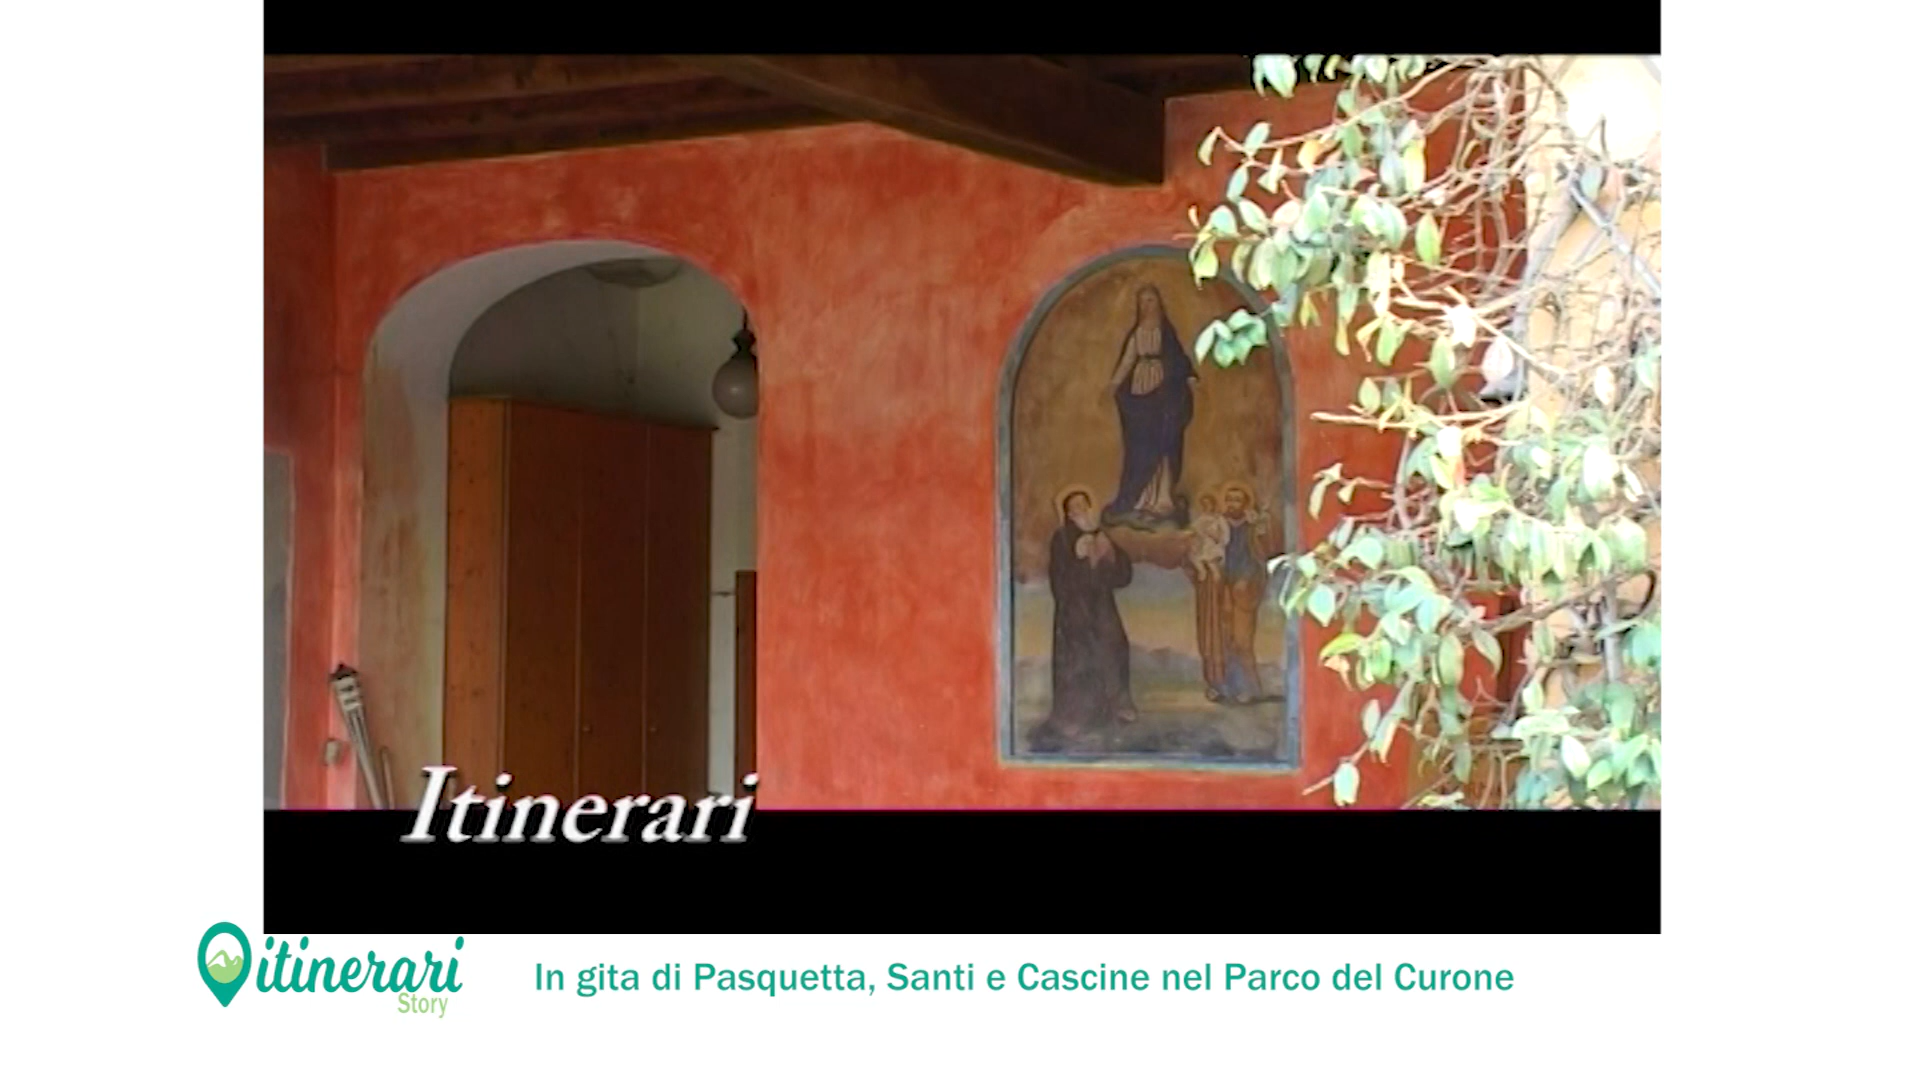 Itinerari
itinerari
Story
In gita di Pasquetta, Santi e Cascine nel Parco del Curone